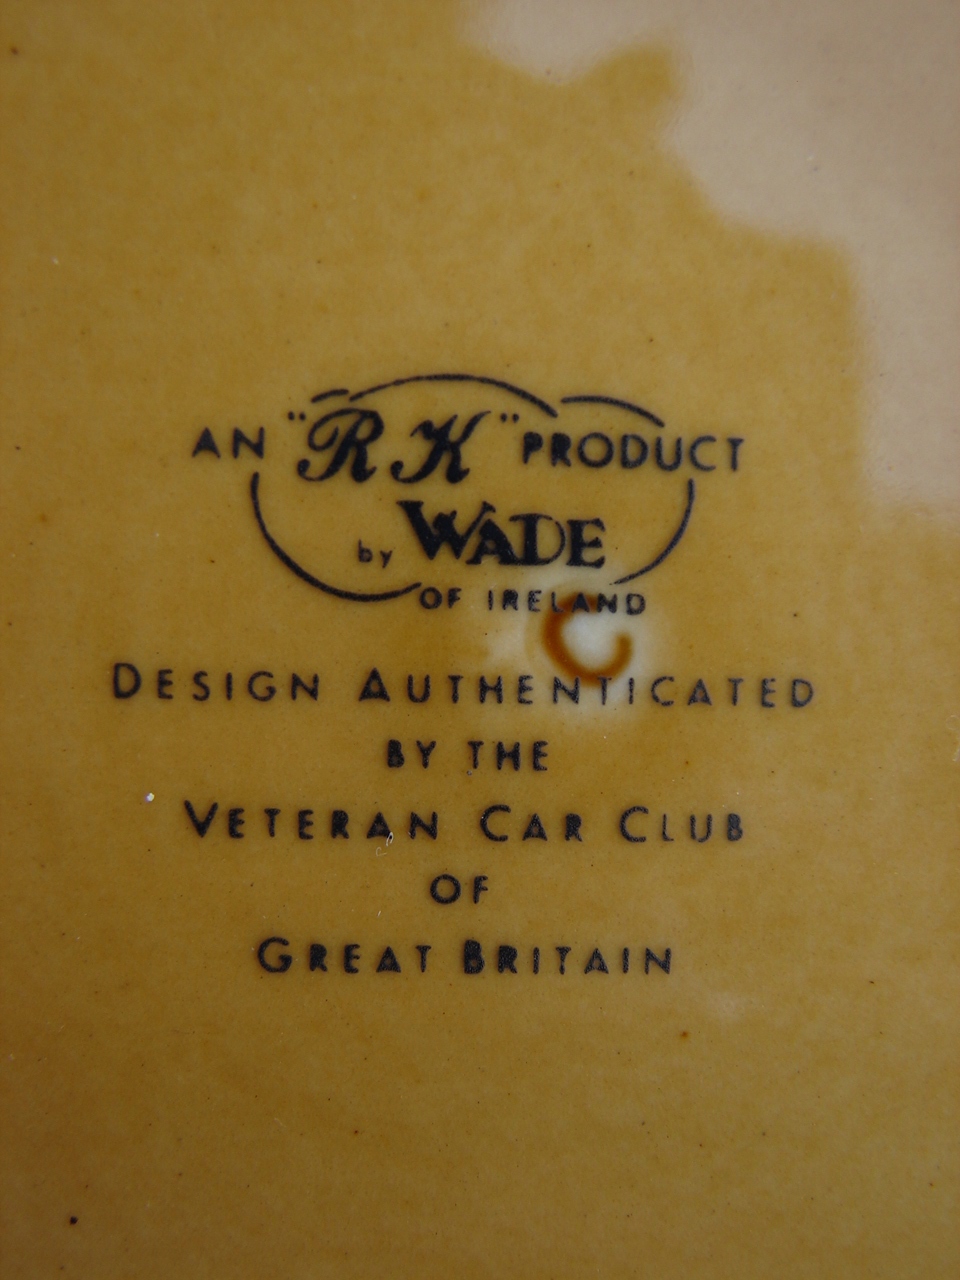 AN "RK" PRODUCT
by WADE
OF IRELAND
DESIGN AUTHENTICATED
BY THE
VETERAN CAR CLUB
OF
GREAT BRITAIN